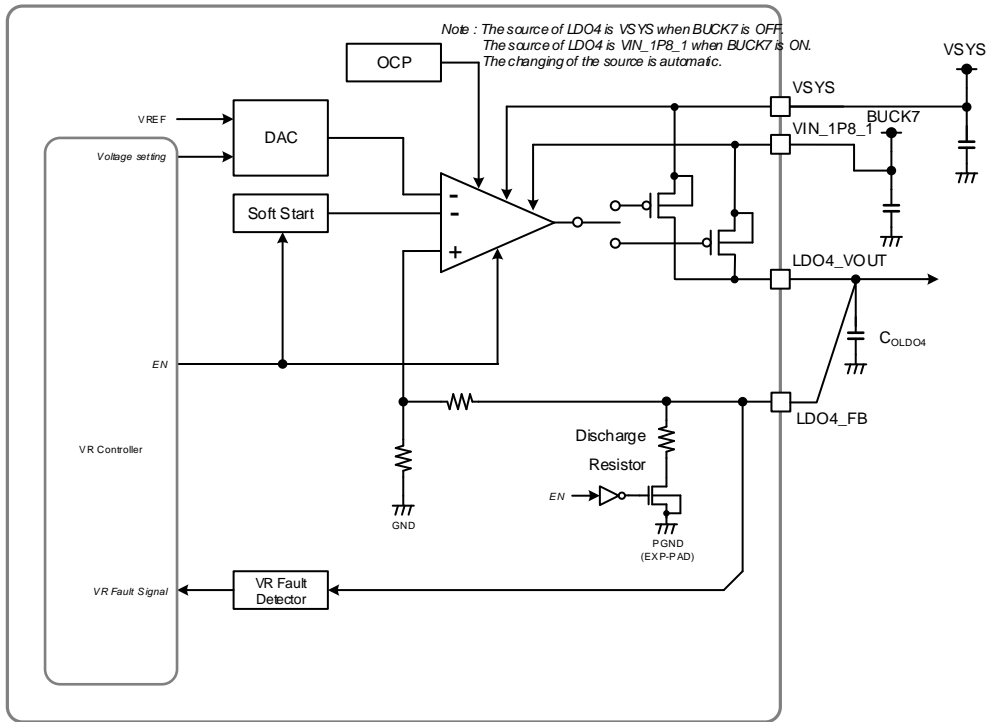 Note : The source of LDO4 is VSYS when BUCK7 is OFF.
The source of LDO4 is VIN_1P8_1 when BUCK7 is ON.
The changing of the source is automatic.
VSYS
OCP
VSYS
BUCK7
VREF
DAC
VIN_1P8_1
Voltage setting
Soft Start
-
-
+
LDO4_VOUT
COLDO4
EN
LDO4_FB
VR Controller
Discharge
Resistor
EN
GND
PGND
(EXP-PAD)
VR Fault Signal
VR Fault
Detector